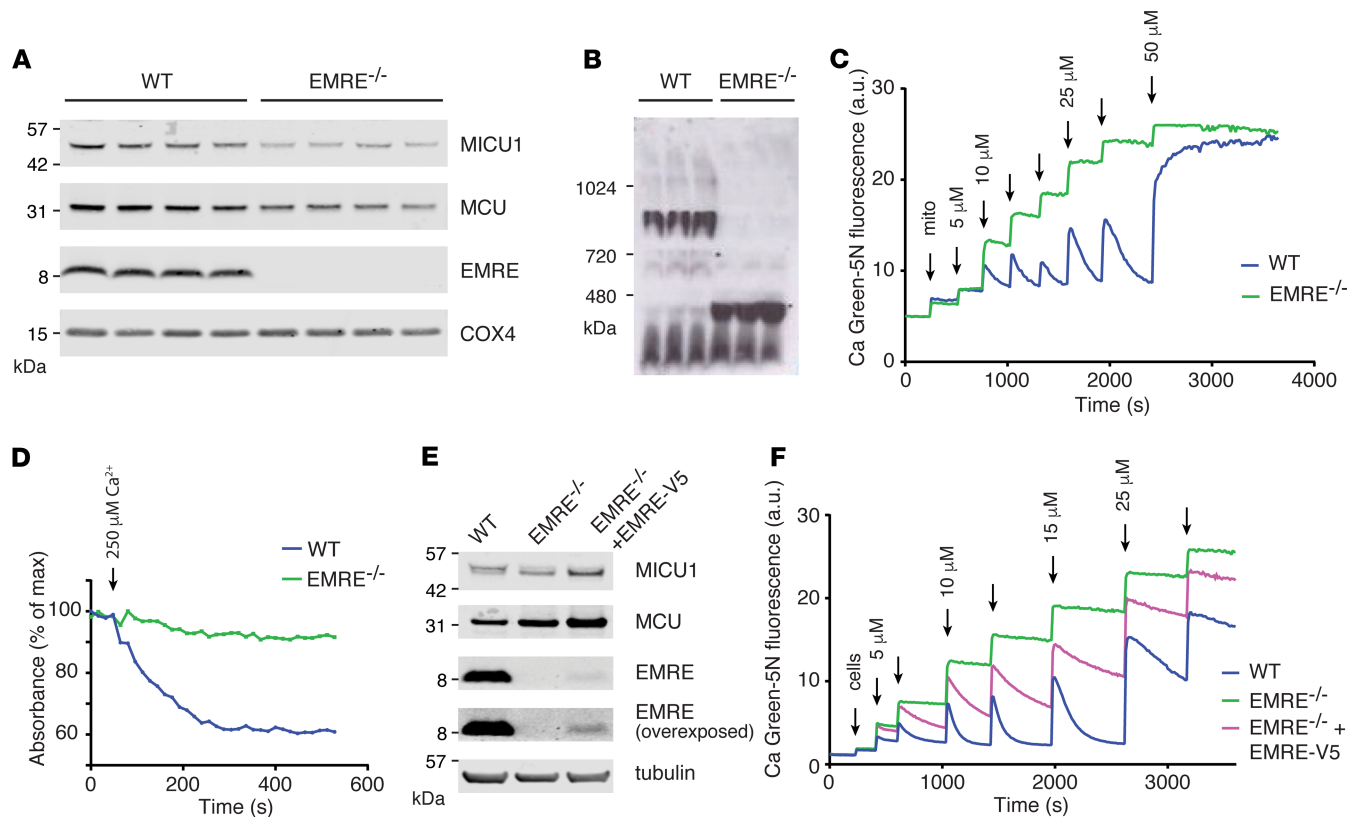 A
WT EMRE-/-
57
42
MICU1
31
MCU
8
EMRE
15
COX4
kDa
B
WT EMRE-/-
1024
720
480
kDa
C
Ca Green-5N fluorescence (a.u.)
30
20
10
0
mito
5 µM
10 µM
25 µM
50 µM
WT
EMRE-/-
0 1000 2000 3000 4000
Time (s)
D
Absorbance (% of max)
100
80
60
250 µM Ca2+
WT
EMRE-/-
0 200 400 600
Time (s)
E
WT
EMRE-/-
EMRE-/-
+EMRE-V5
57
42
MICU1
31
MCU
8
EMRE
8
EMRE
(overexposed)
57
tubulin
kDa
F
Ca Green-5N fluorescence (a.u.)
30
20
10
0
cells
5 µM
10 µM
15 µM
25 µM
WT
EMRE-/-
EMRE-/- +
EMRE-V5
0 1000 2000 3000
Time (s)